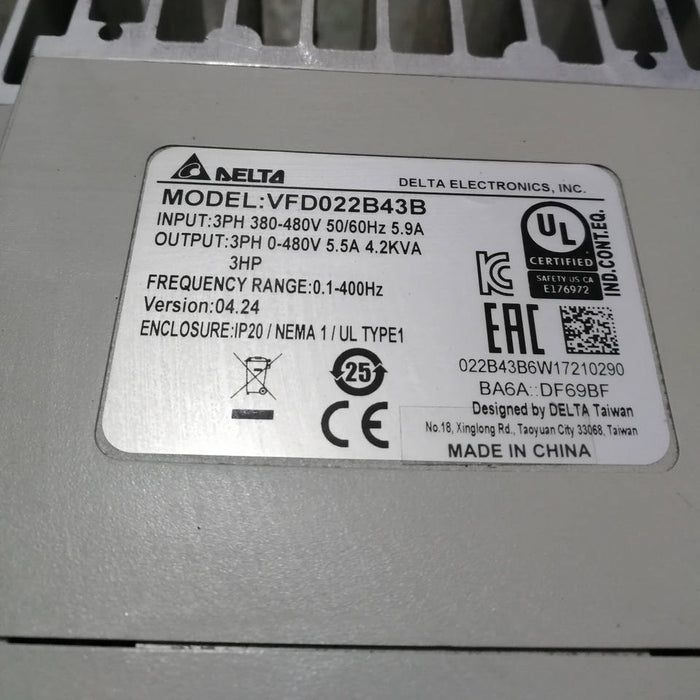 DELTA
DELTA ELECTRONICS, INC.
MODEL:VFD022B43B
INPUT:3PH 380-480V 50/60Hz 5.9A
OUTPUT:3PH 0-480V 5.5A 4.2KVA
3HP
FREQUENCY RANGE:0.1-400Hz
Version:04.24
ENCLOSURE:IP20 / NEMA 1 / UL TYPE1
UL
CERTIFIED
SAFETY US CA
E176972
IND.CONT.EQ.
EAC
25
CE
022B43B6W17210290
BA6A::DF69BF
Designed by DELTA Taiwan
No.18, Xinglong Rd., Taoyuan City 33068, Taiwan
MADE IN CHINA